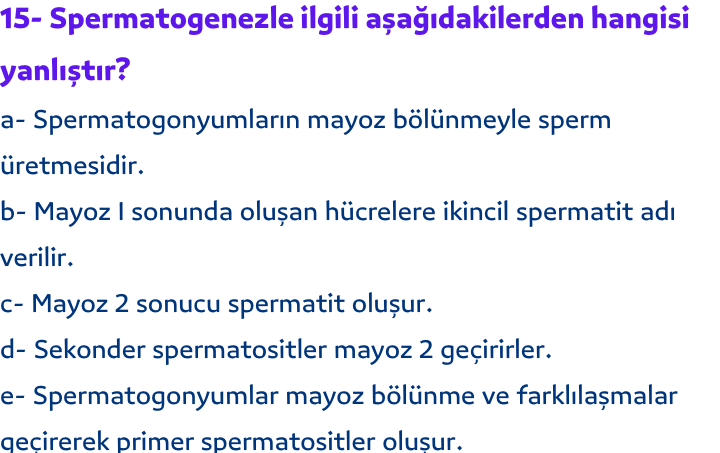 15- Spermatogenezle ilgili aşağıdakilerden hangisi
yanlıştır?
a- Spermatogonyumların mayoz bölünmeyle sperm
üretmesidir.
b- Mayoz I sonunda oluşan hücrelere ikincil spermatit adı
verilir.
c- Mayoz 2 sonucu spermatit oluşur.
d- Sekonder spermatositler mayoz 2 geçirirler.
e- Spermatogonyumlar mayoz bölünme ve farklılaşmalar
geçirerek primer spermatositler oluşur.